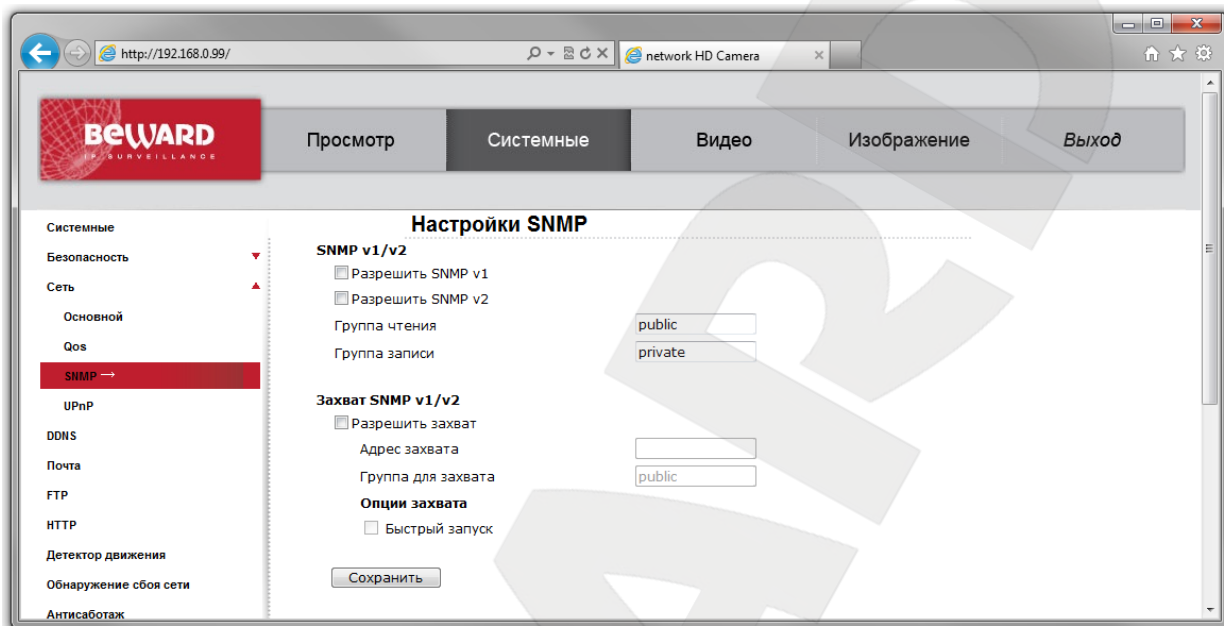 http://192.168.0.99/
network HD Camera
BEWARD
IP SURVEILLANCE
Просмотр
Системные
Видео
Изображение
Выход
Настройки SNMP
Системные
Безопасность
Сеть
Основной
Qos
SNMP →
UPnP
DDNS
Почта
FTP
HTTP
Детектор движения
Обнаружение сбоя сети
Антисаботаж
SNMP v1/v2
Разрешить SNMP v1
Разрешить SNMP v2
Группа чтения public
Группа записи private
Захват SNMP v1/v2
Разрешить захват
Адрес захвата
Группа для захвата public
Опции захвата
Быстрый запуск
Сохранить